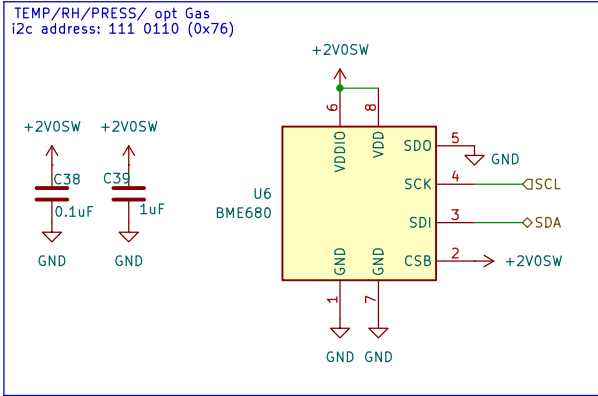 TEMP/RH/PRESS/ opt Gas
i2c address: 111 0110 (0x76)
+2V0SW
6
8
VDDIO
VDD
+2V0SW
+2V0SW
C38
0.1uF
C39
1uF
GND
GND
U6
BME680
SDO
5
GND
SCK
4
SCL
SDI
3
SDA
CSB
2
+2V0SW
GND
GND
1
7
GND
GND